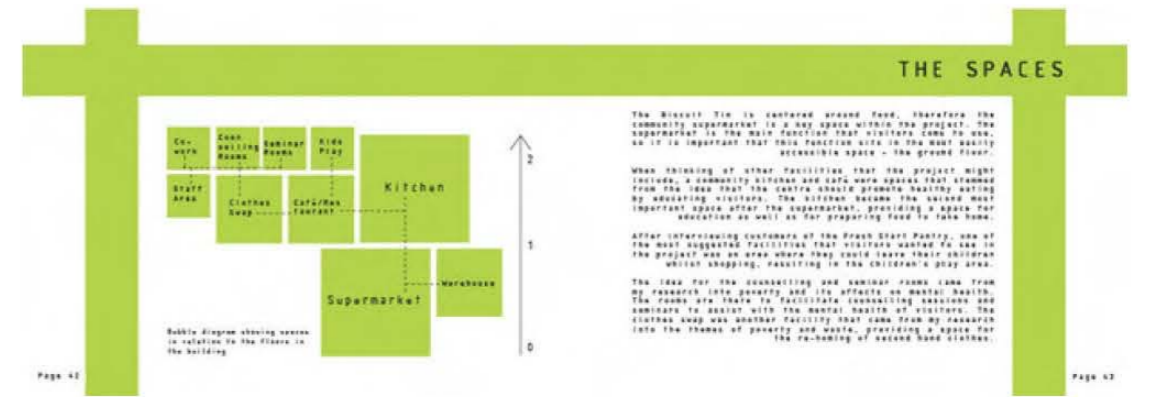 THE SPACES
Co-
work
Coun
selling
Rooms
Seminar
Rooms
Kids
Play
Staff
Area
Clothes
Swap
Café/Res
taurant
Kitchen
Supermarket
Warehouse
2
1
0
Bubble diagram showing spaces
in relation to the floors in
the building
Page 42
The Biscuit Tin is centered around food, therefore the
community supermarket is a key space within the project. The
supermarket is the main function that visitors come to use,
so it is important that this function sits in the most easily
accessible space - the ground floor.
When thinking of other facilities that the project might
include, a community kitchen and café were spaces that stemmed
from the idea that the centre should promote healthy eating
by educating visitors. The kitchen became the second most
important space after the supermarket, providing a space for
education as well as for preparing food to take home.
After interviewing customers of the Fresh Start Pantry, one of
the most suggested facilities that visitors wanted to see in
the project was an area where they could leave their children
whilst shopping, resulting in the children's play area.
The idea for the counselling and seminar rooms came from
my research into poverty and its affects on mental health.
The rooms are there to facilitate counselling sessions and
seminars to assist with the mental health of visitors. The
clothes swap was another facility that came from my research
into the themes of poverty and waste, providing a space for
the re-homing of second hand clothes.
Page 43